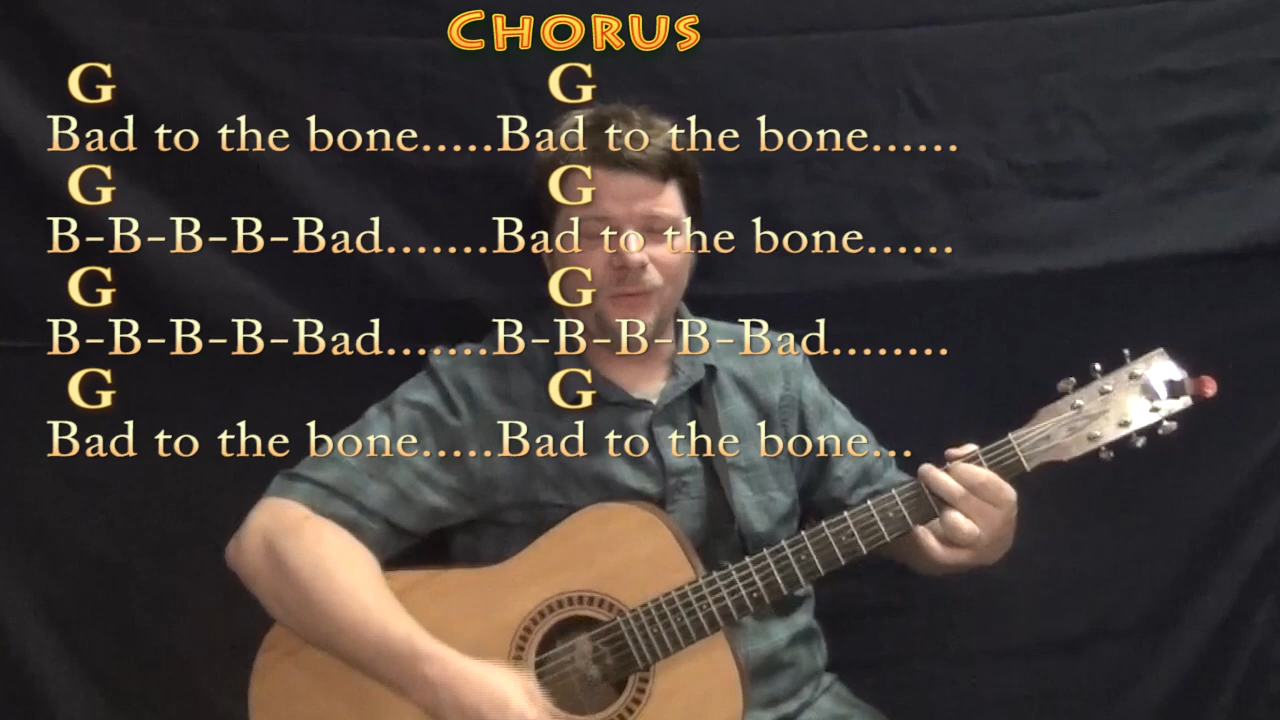 CHORUS
G G
Bad to the bone.....Bad to the bone......
G G
B-B-B-B-Bad.......Bad to the bone......
G G
B-B-B-B-Bad.......B-B-B-B-Bad........
G G
Bad to the bone.....Bad to the bone...